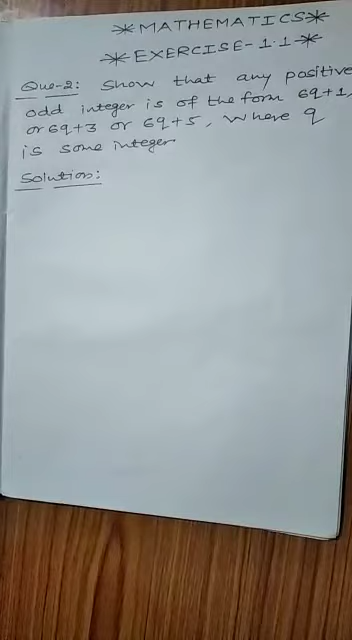 *MATHEMATICS*
*EXERCISE-1.1*
Que-2: Show that any positive
odd integer is of the form 6q+1,
or 6q+3 or 6q+5, where q
is some integer
Solution: